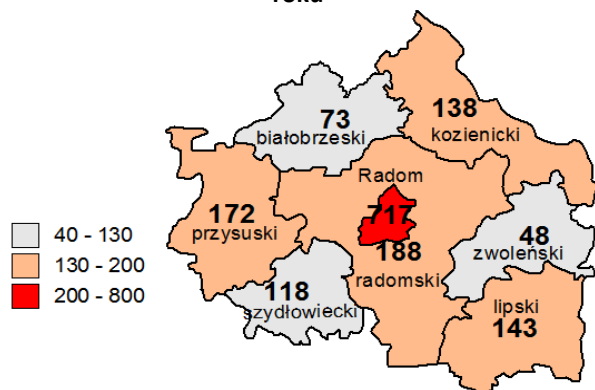 roku
73
białobrzeski
138
kozienicki
Radom
717
172
przysuski
188
radomski
48
zwoleński
118
szydłowiecki
lipski
143
40 - 130
130 - 200
200 - 800